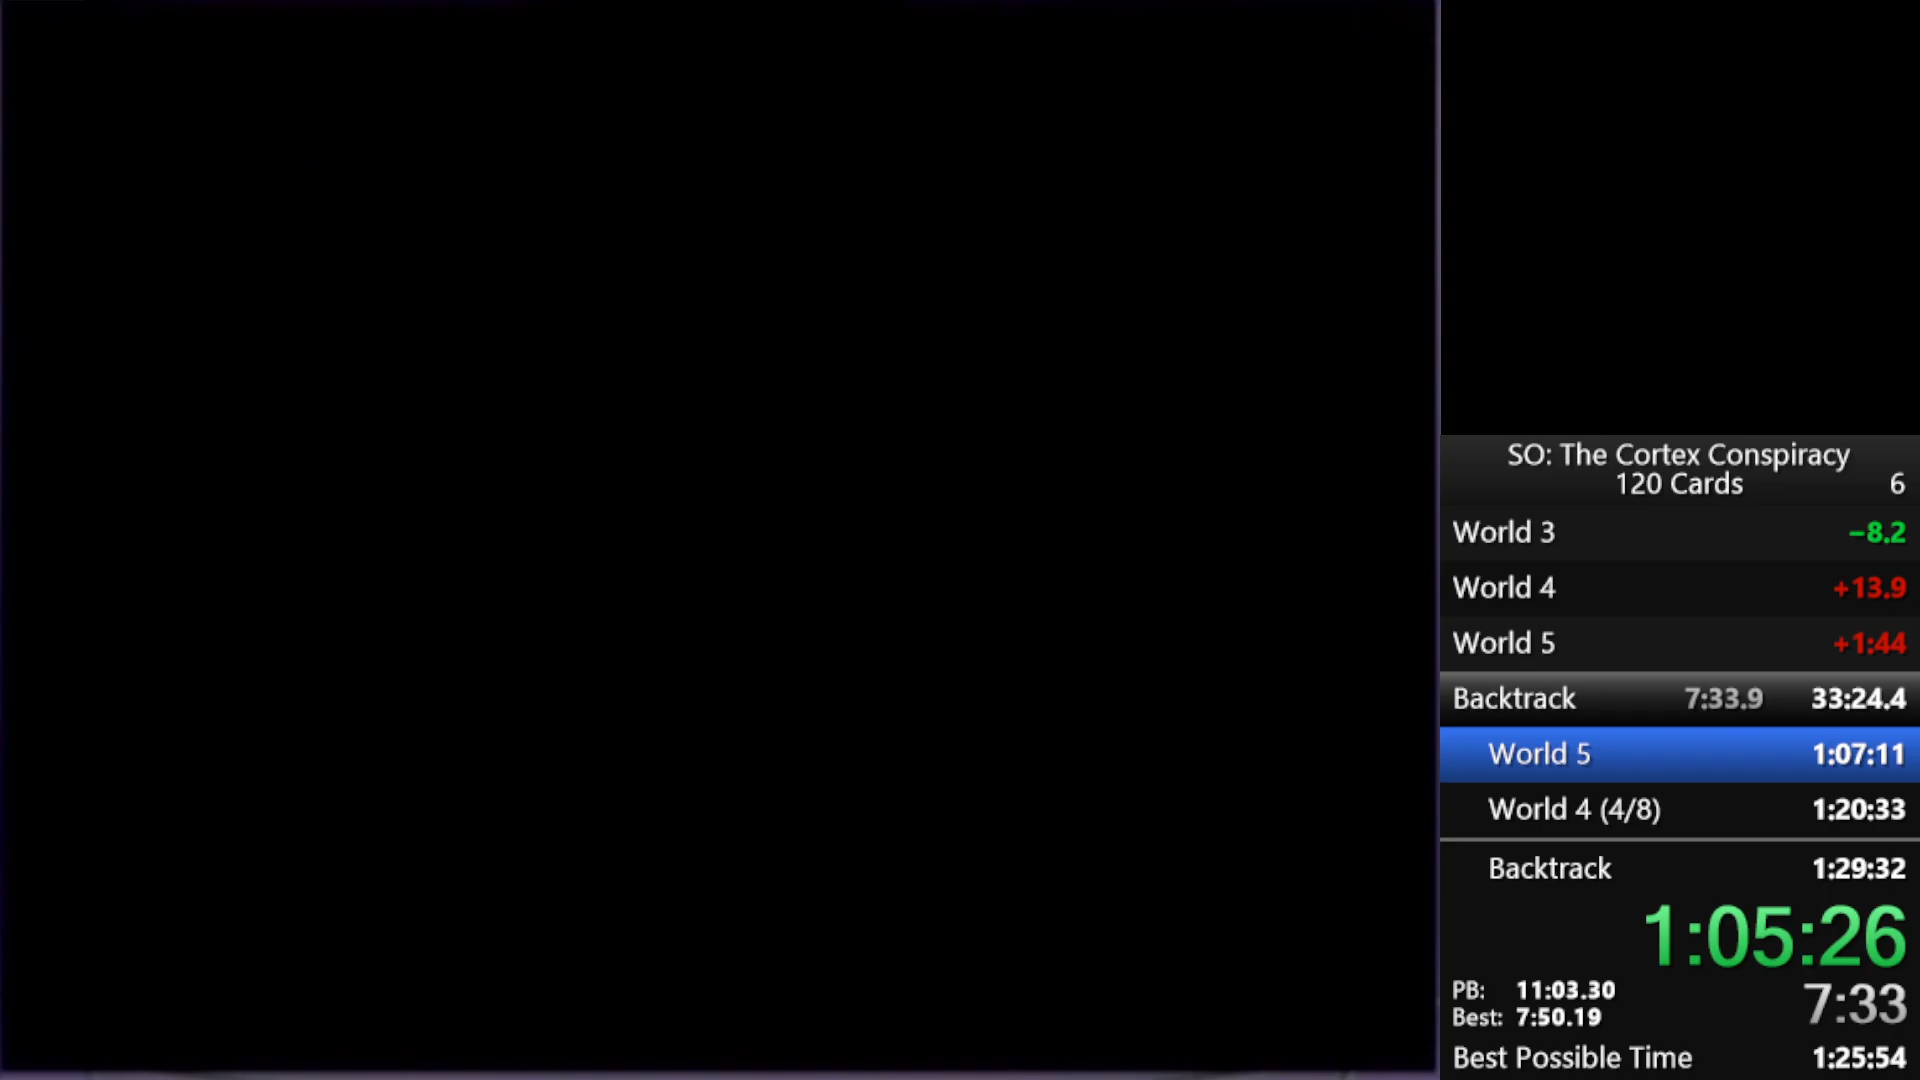 SO: The Cortex Conspiracy
120 Cards 6
World 3 −8.2
World 4 +13.9
World 5 +1:44
Backtrack 7:33.9 33:24.4
World 5 1:07:11
World 4 (4/8) 1:20:33
Backtrack 1:29:32
1:05:26
PB: 11:03.30
7:33
Best: 7:50.19
Best Possible Time 1:25:54